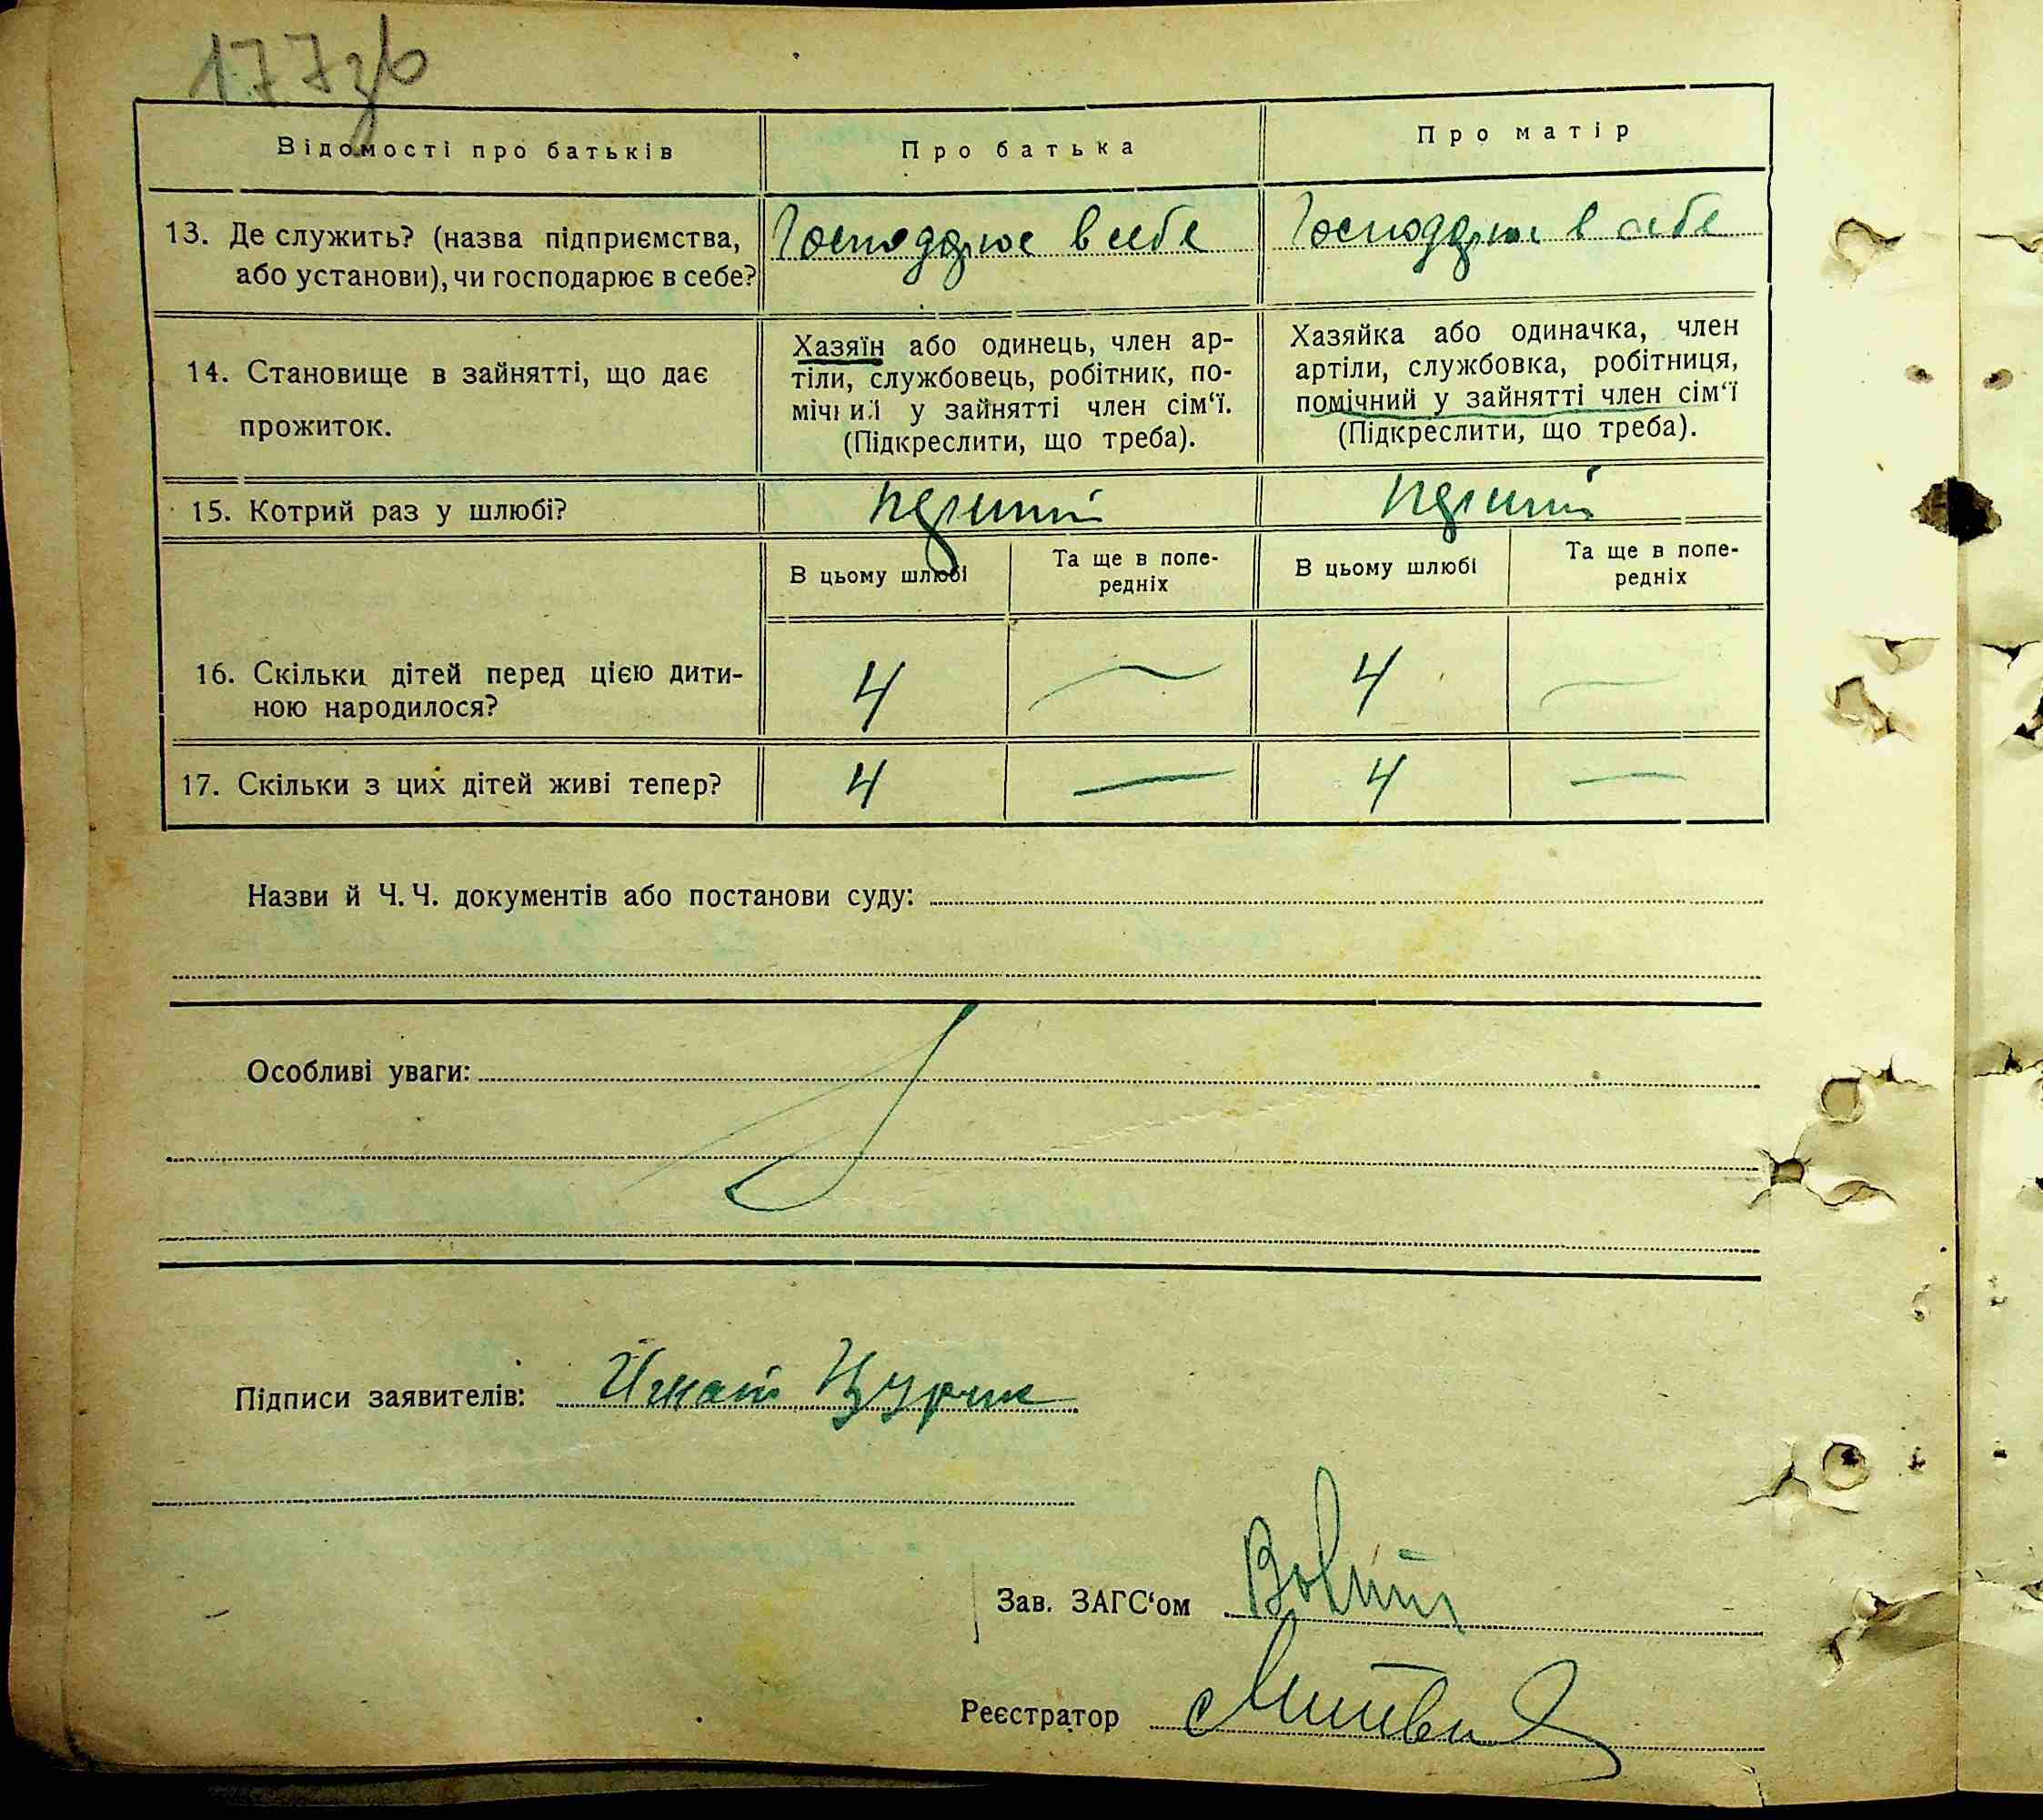 177зв
Відомості про батьків
Про батька
Про матір
13. Де служить? (назва підприємства,
або установи), чи господарює в себе?
Господарює в себе
Господарює в себе
14. Становище в зайнятті, що дає
прожиток.
Хазяїн або одинець, член ар-
тіли, службовець, робітник, по-
мічний у зайнятті член сім‘ї.
(Підкреслити, що треба).
Хазяйка або одиначка, член
артіли, службовка, робітниця,
помічний у зайнятті член сім‘ї
(Підкреслити, що треба).
15. Котрий раз у шлюбі?
перший
перший
В цьому шлюбі
Та ще в попе-
редніх
В цьому шлюбі
Та ще в попе-
редніх
16. Скільки дітей перед цією дити-
ною народилося?
4 — 4 —
17. Скільки з цих дітей живі тепер?
4 — 4 —
Назви й Ч. Ч. документів або постанови суду:
Особливі уваги:
Підписи заявителів: Игнат Цурик
Зав. ЗАГС‘ом
Реєстратор